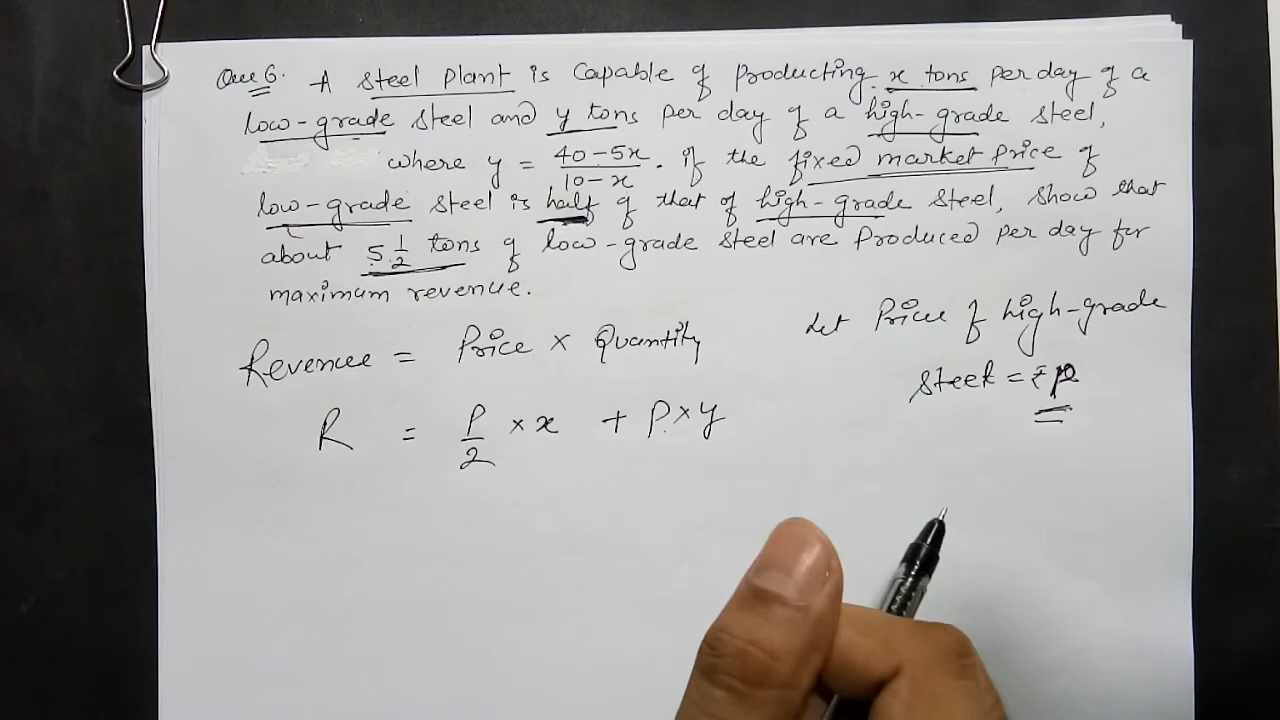 Que 6. A steel plant is capable of producting x tons per day of a
low-grade steel and y tons per day of a high-grade steel,
where y = 40-5x/10-x. if the fixed market price of
low-grade steel is half of that of high-grade steel, show that
about 5 1/2 tons of low-grade steel are produced per day for
maximum revenue.
Let Price of high-grade
steel = ₹p
Revenue = Price × Quantity
R = P/2 × x + P × y